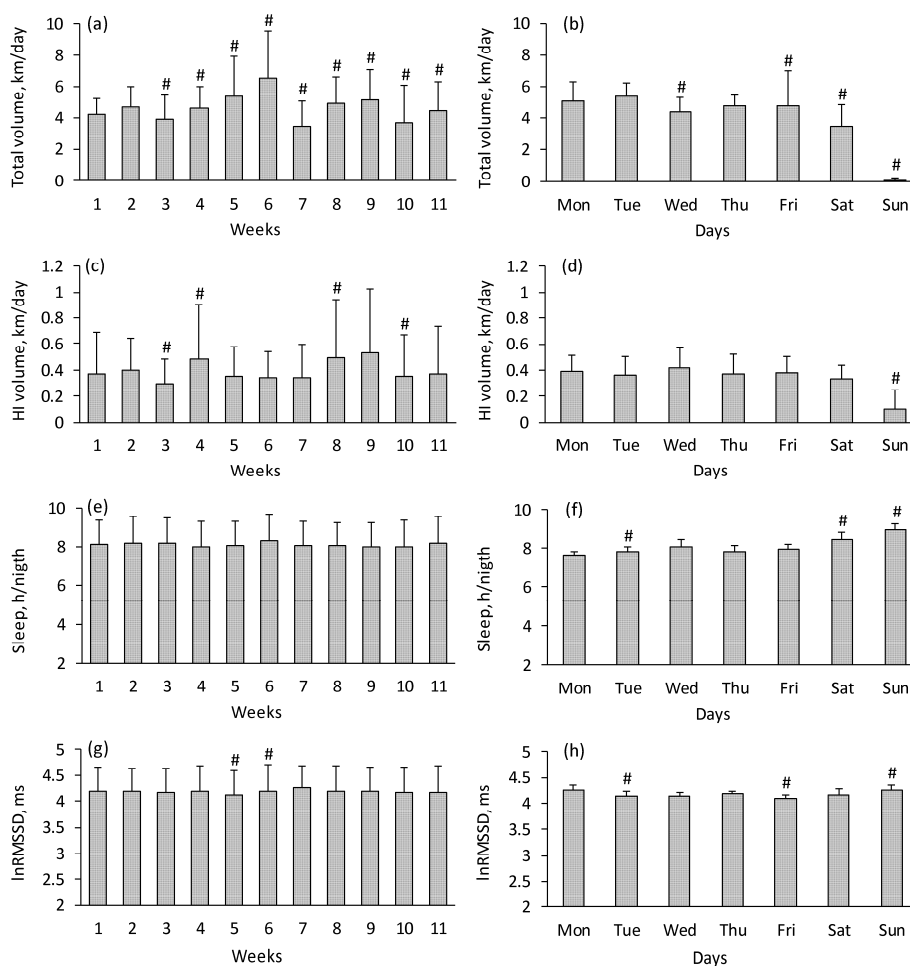 (a)
Total volume, km/day
10
8
6
4
2
0
# # # # # # # # #
1 2 3 4 5 6 7 8 9 10 11
Weeks
(b)
Total volume, km/day
10
8
6
4
2
0
# # # #
Mon Tue Wed Thu Fri Sat Sun
Days
(c)
HI volume, km/day
1.2
1
0.8
0.6
0.4
0.2
0
# # # #
1 2 3 4 5 6 7 8 9 10 11
Weeks
(d)
HI volume, km/day
1.2
1
0.8
0.6
0.4
0.2
0
#
Mon Tue Wed Thu Fri Sat Sun
Days
(e)
Sleep, h/nigth
10
8
6
4
2
1 2 3 4 5 6 7 8 9 10 11
Weeks
(f)
Sleep, h/nigth
10
8
6
4
2
# # #
Mon Tue Wed Thu Fri Sat Sun
Days
(g)
lnRMSSD, ms
5
4.5
4
3.5
3
2.5
2
# #
1 2 3 4 5 6 7 8 9 10 11
Weeks
(h)
lnRMSSD, ms
5
4.5
4
3.5
3
2.5
2
# # #
Mon Tue Wed Thu Fri Sat Sun
Days